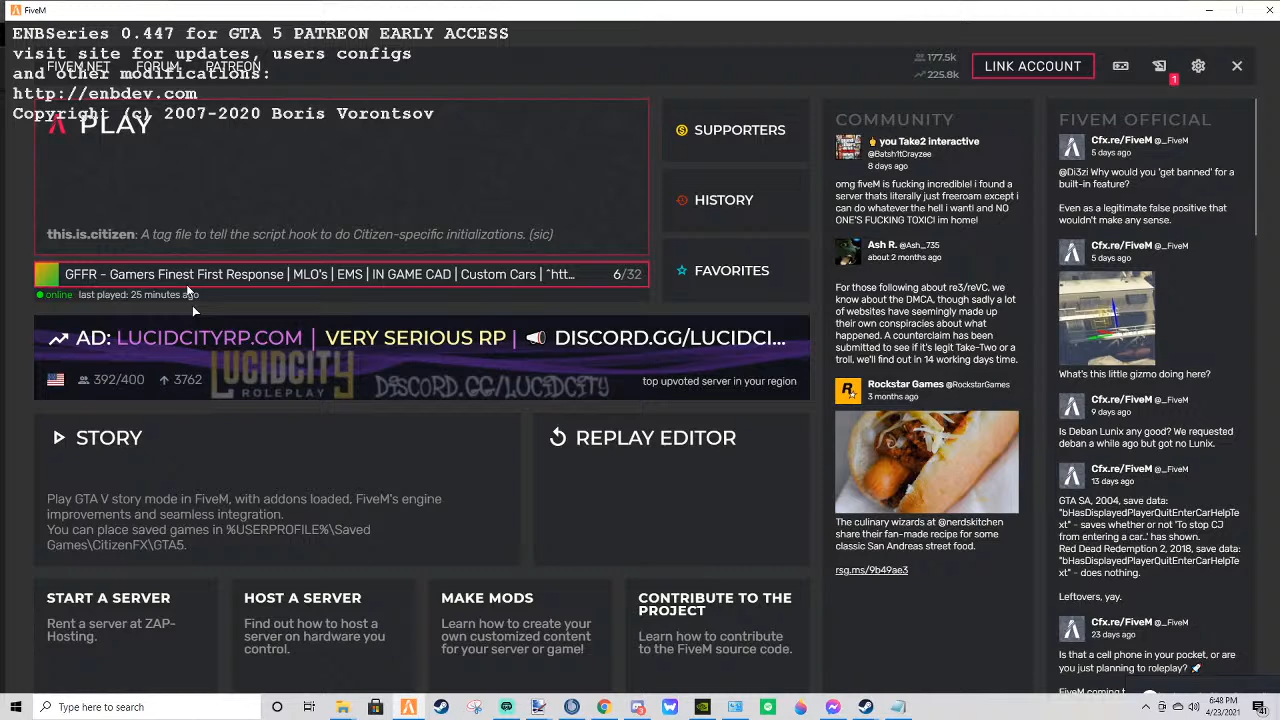 FiveM
ENBSeries 0.447 for GTA 5 PATREON EARLY ACCESS
visit site for updates, users configs
and other modifications:
http://enbdev.com
Copyright (c) 2007-2020 Boris Vorontsov
FIVEM.NET FORUM PATREON
177.5k
225.8k
LINK ACCOUNT
1
PLAY
this.is.citizen: A tag file to tell the script hook to do Citizen-specific initializations. (sic)
GFFR - Gamers Finest First Response | MLO's | EMS | IN GAME CAD | Custom Cars | ^htt... 6/32
online last played: 25 minutes ago
SUPPORTERS
HISTORY
FAVORITES
AD: LUCIDCITYRP.COM | VERY SERIOUS RP | DISCORD.GG/LUCIDCI...
LUCIDCITY
ROLEPLAY
DISCORD.GG/LUCIDCITY
392/400 3762
top upvoted server in your region
STORY
Play GTA V story mode in FiveM, with addons loaded, FiveM's engine
improvements and seamless integration.
You can place saved games in %USERPROFILE%\Saved
Games\CitizenFX\GTA5.
REPLAY EDITOR
START A SERVER
Rent a server at ZAP-
Hosting.
HOST A SERVER
Find out how to host a
server on hardware you
control.
MAKE MODS
Learn how to create your
own customized content
for your server or game!
CONTRIBUTE TO THE
PROJECT
Learn how to contribute
to the FiveM source code.
COMMUNITY
you Take2 interactive
@Batsh1tCrayzee
8 days ago
omg fiveM is fucking incredible! i found a
server thats literally just freeroam except i
can do whatever the hell i want! and NO
ONE'S FUCKING TOXIC! im home!
Ash R. @Ash_735
about 2 months ago
For those following about re3/reVC, we
know about the DMCA, though sadly a lot
of websites have seemingly made up
their own conspiracies about what
happened. A counterclaim has been
submitted to see if it's legit Take-Two or a
troll, we'll find out in 14 working days time.
Rockstar Games @RockstarGames
3 months ago
The culinary wizards at @nerdskitchen
share their fan-made recipe for some
classic San Andreas street food.
rsg.ms/9b49ae3
FIVEM OFFICIAL
Cfx.re/FiveM @_FiveM
5 days ago
@Di3zi Why would you 'get banned' for a
built-in feature?
Even as a legitimate false positive that
wouldn't make any sense.
Cfx.re/FiveM @_FiveM
5 days ago
What's this little gizmo doing here?
Cfx.re/FiveM @_FiveM
9 days ago
Is Deban Lunix any good? We requested
deban a while ago but got no Lunix.
Cfx.re/FiveM @_FiveM
13 days ago
GTA SA, 2004, save data:
"bHasDisplayedPlayerQuitEnterCarHelpTe
xt" - saves whether or not 'To stop CJ
from entering a car..' has shown.
Red Dead Redemption 2, 2018, save data:
"bHasDisplayedPlayerQuitEnterCarHelpTe
xt" - does nothing.
Leftovers, yay.
Cfx.re/FiveM @_FiveM
23 days ago
Is that a cell phone in your pocket, or are
you just planning to roleplay?
FiveM coming t
Type here to search
6:48 PM
4/23/2021
41